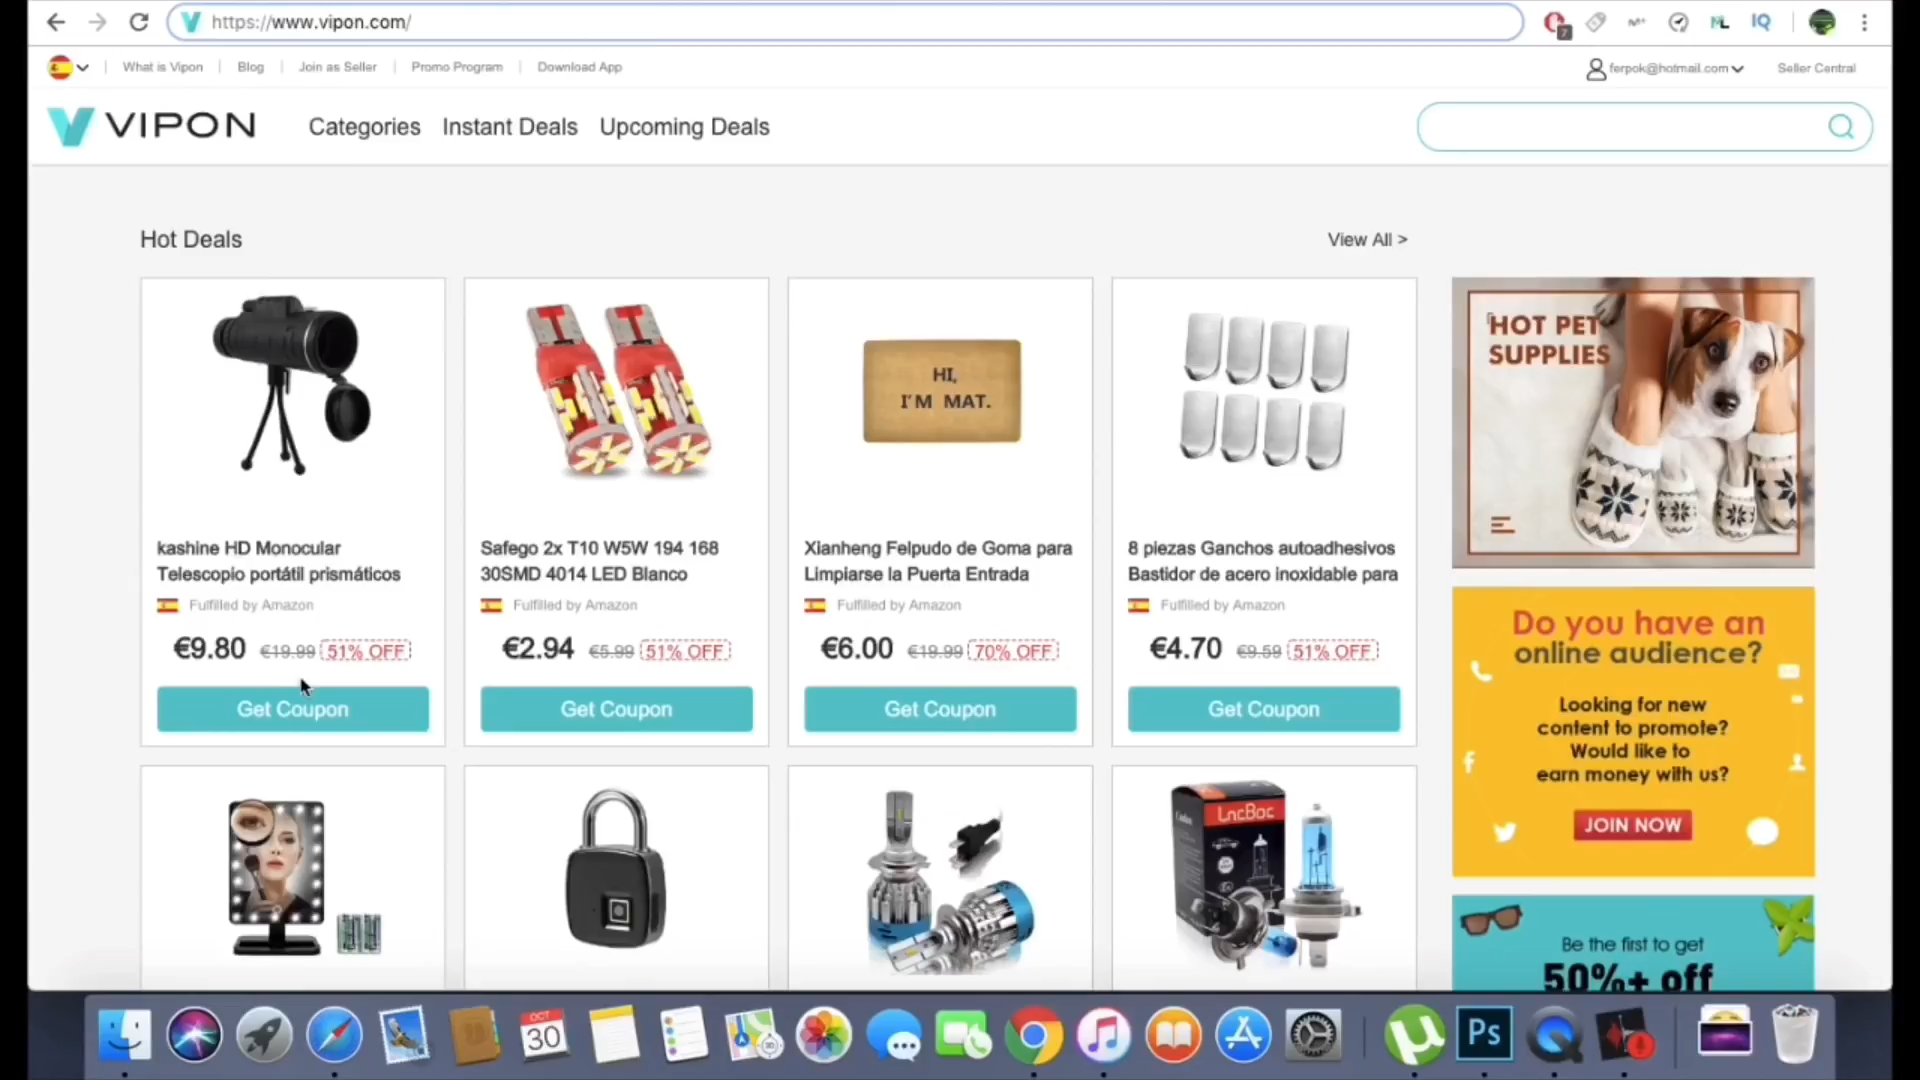 https://www.vipon.com/
7
IQ
What is Vipon
Blog
Join as Seller
Promo Program
Download App
ferpok@hotmail.com
Seller Central
VIPON
Categories
Instant Deals
Upcoming Deals
Hot Deals
View All >
HI,
I'M MAT.
kashine HD Monocular
Telescopio portátil prismáticos
Fulfilled by Amazon
€9.80 €19.99 51% OFF
Get Coupon
Safego 2x T10 W5W 194 168
30SMD 4014 LED Blanco
Fulfilled by Amazon
€2.94 €5.99 51% OFF
Get Coupon
Xianheng Felpudo de Goma para
Limpiarse la Puerta Entrada
Fulfilled by Amazon
€6.00 €19.99 70% OFF
Get Coupon
8 piezas Ganchos autoadhesivos
Bastidor de acero inoxidable para
Fulfilled by Amazon
€4.70 €9.59 51% OFF
Get Coupon
HOT PET
SUPPLIES
Do you have an
online audience?
Looking for new
content to promote?
Would like to
earn money with us?
JOIN NOW
LncBoc
Be the first to get
50%+ off
OCT
30
Ps